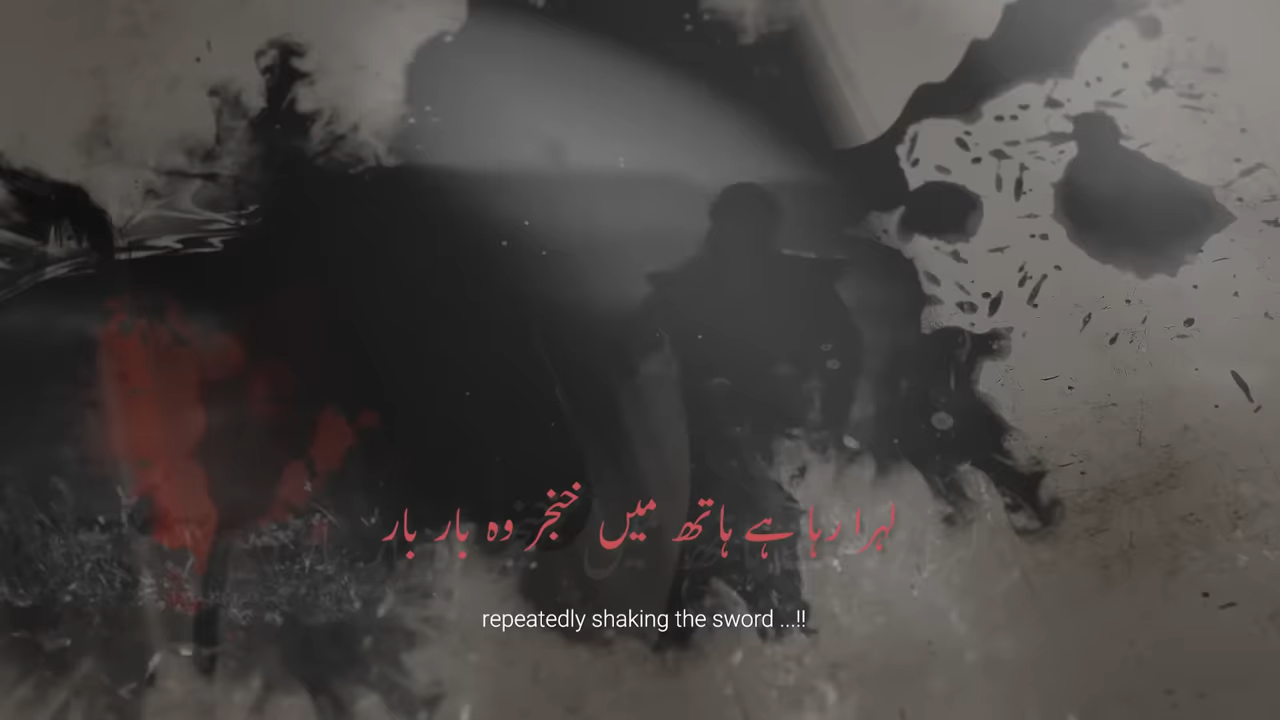 لہرا رہا ہے ہاتھ میں خنجر وہ بار بار
repeatedly shaking the sword ...!!